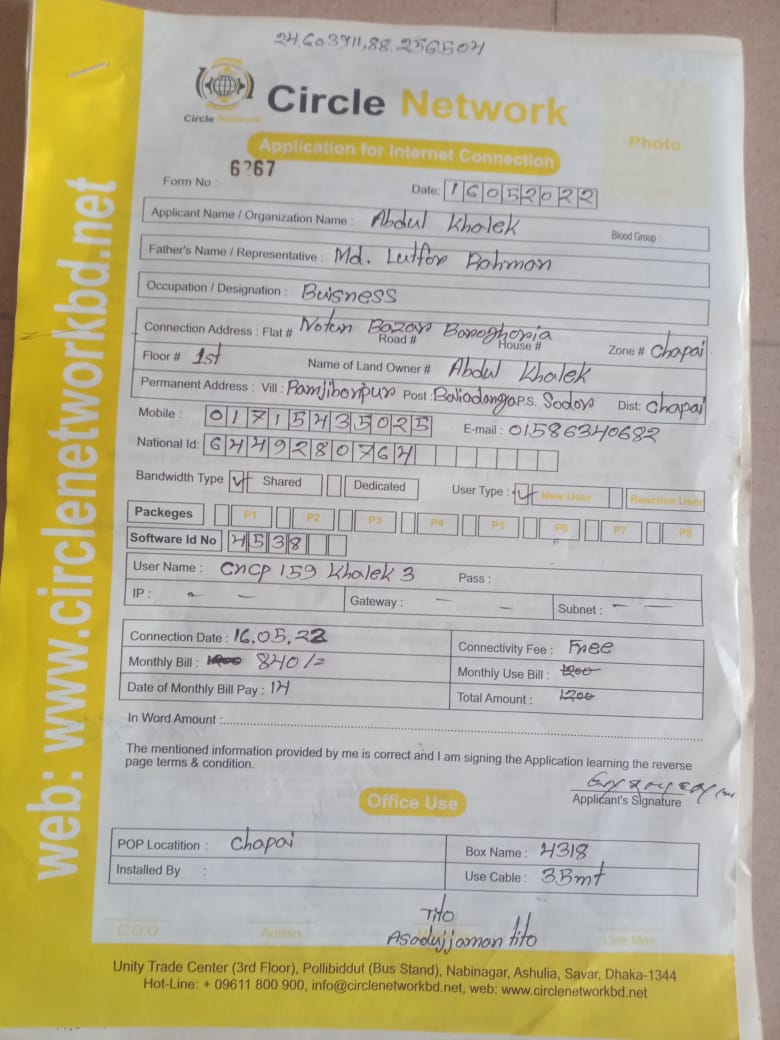 24.603911,88.256504
Circle Network
Circle Network
Photo
Application for Internet Connection
Form No : 6267
Date: 16052022
Applicant Name / Organization Name : Abdul Khalek Blood Group :
Father's Name / Representative : Md. Lutfor Rohmon
Occupation / Designation : Buisness
Connection Address : Flat # Notun Bazar Baroghoria Road # House # Zone # Chapai
Floor # 1st Name of Land Owner # Abdul Khalek
Permanent Address : Vill : Ramjibonpur Post : Baliadanga P.S. Sodor Dist: Chapai
Mobile : 01715435025 E-mail : 01586340682
National Id: 6449280764
Bandwidth Type Shared Dedicated User Type : New User Reactive User
Packeges P1 P2 P3 P4 P5 P6 P7 P8
Software Id No 4538
User Name : cncp 159 Khalek 3 Pass :
IP : - - Gateway : - - Subnet : - -
Connection Date : 16.05.22 Connectivity Fee : Free
Monthly Bill : 1200 840/= Monthly Use Bill : 1200
Date of Monthly Bill Pay : 14 Total Amount : 1200
In Word Amount :
The mentioned information provided by me is correct and I am signing the Application learning the reverse
page terms & condition.
Applicant's Signature
Office Use
POP Locatition : Chapai Box Name : 4318
Installed By : Use Cable : 35mt
Tito
Asadujjaman tito
C.O.O Admin Line Man
Unity Trade Center (3rd Floor), Pollibiddut (Bus Stand), Nabinagar, Ashulia, Savar, Dhaka-1344
Hot-Line: + 09611 800 900, info@circlenetworkbd.net, web: www.circlenetworkbd.net
web: www.circlenetworkbd.net